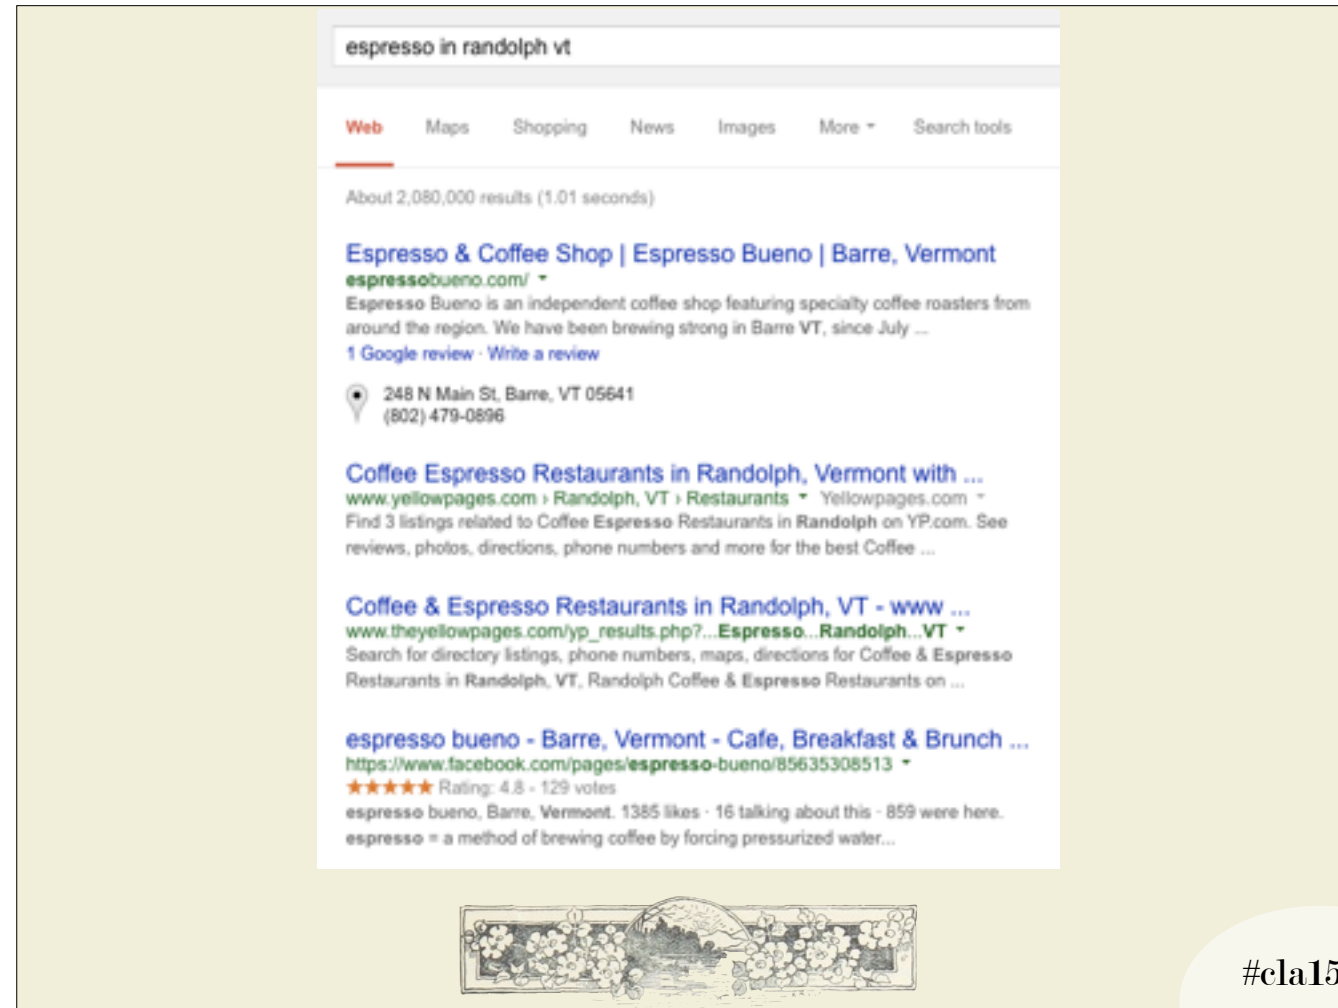 espresso in randolph vt
Web Maps Shopping News Images More Search tools
About 2,080,000 results (1.01 seconds)
Espresso & Coffee Shop | Espresso Bueno | Barre, Vermont
espressobueno.com/
Espresso Bueno is an independent coffee shop featuring specialty coffee roasters from
around the region. We have been brewing strong in Barre VT, since July ...
1 Google review · Write a review
248 N Main St, Barre, VT 05641
(802) 479-0896
Coffee Espresso Restaurants in Randolph, Vermont with ...
www.yellowpages.com › Randolph, VT › Restaurants Yellowpages.com
Find 3 listings related to Coffee Espresso Restaurants in Randolph on YP.com. See
reviews, photos, directions, phone numbers and more for the best Coffee ...
Coffee & Espresso Restaurants in Randolph, VT - www ...
www.theyellowpages.com/yp_results.php?...Espresso...Randolph...VT
Search for directory listings, phone numbers, maps, directions for Coffee & Espresso
Restaurants in Randolph, VT, Randolph Coffee & Espresso Restaurants on ...
espresso bueno - Barre, Vermont - Cafe, Breakfast & Brunch ...
https://www.facebook.com/pages/espresso-bueno/85635308513
Rating: 4.8 - 129 votes
espresso bueno, Barre, Vermont. 1385 likes · 16 talking about this · 859 were here.
espresso = a method of brewing coffee by forcing pressurized water...
#cla15